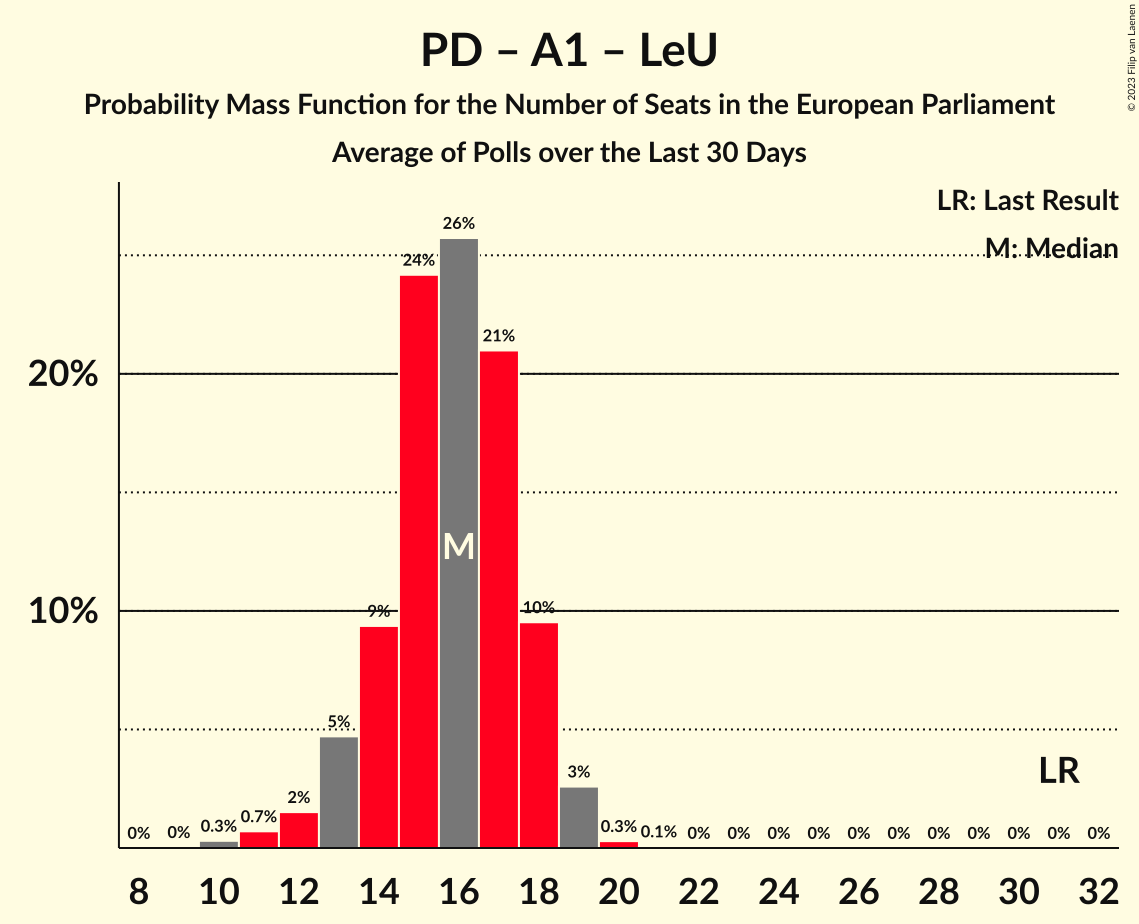 PD – A1 – LeU
Probability Mass Function for the Number of Seats in the European Parliament
Average of Polls over the Last 30 Days
© 2023 Filip van Laenen
LR: Last Result
M: Median
26%
24%
21%
20%
M
10%
9%
10%
5%
3%
LR
2%
0% 0% 0.3% 0.7% 0.3% 0.1% 0% 0% 0% 0% 0% 0% 0% 0% 0% 0% 0%
8 10 12 14 16 18 20 22 24 26 28 30 32